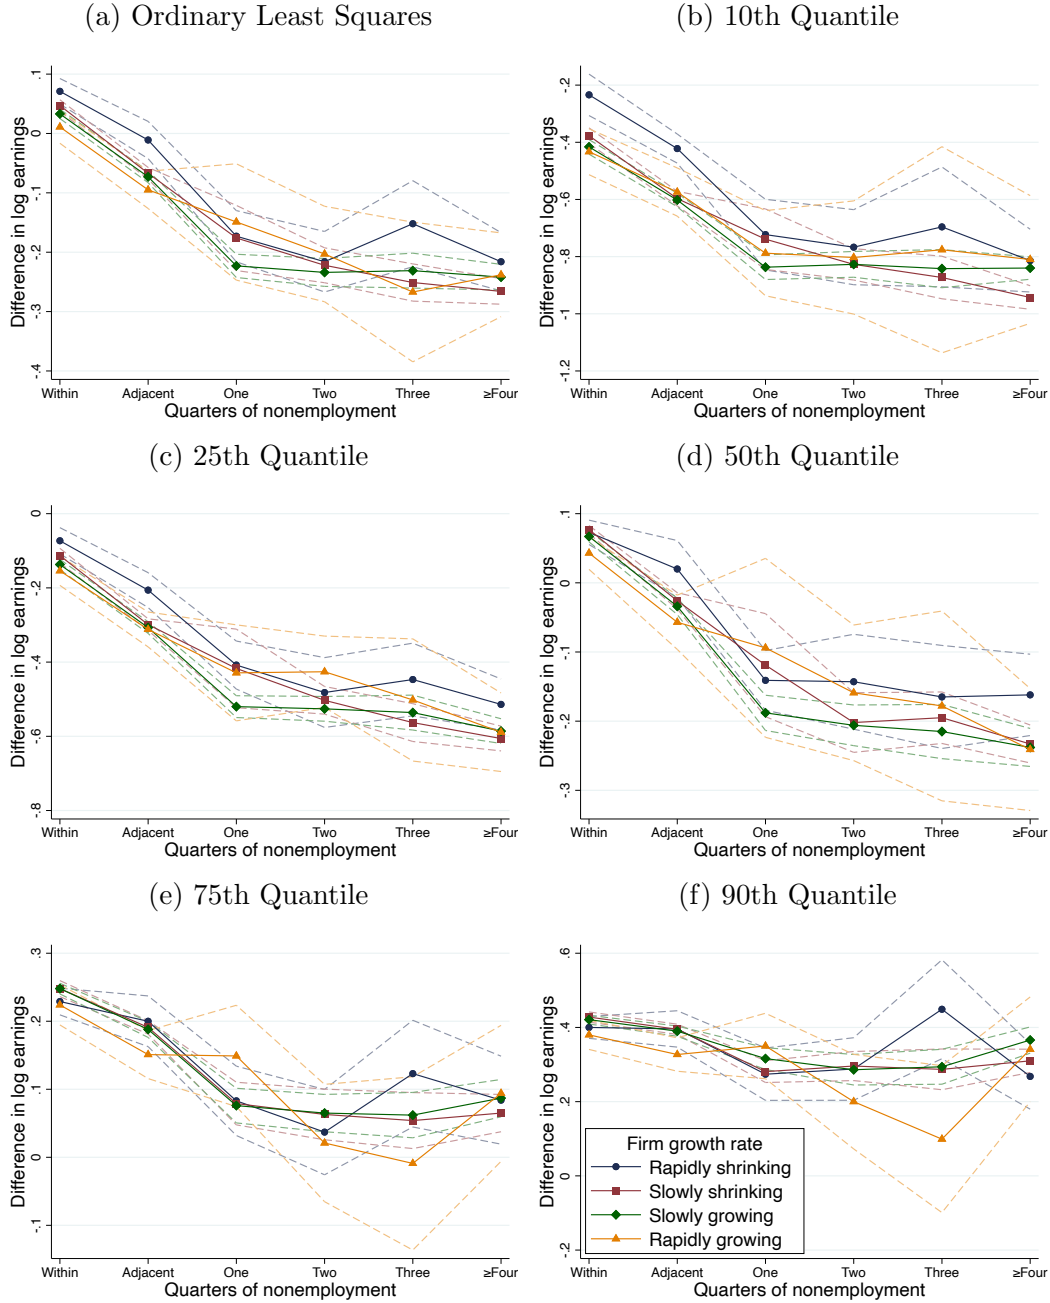 (a) Ordinary Least Squares
Difference in log earnings
.1
0
-.1
-.2
-.3
-.4
Within Adjacent One Two Three ≥Four
Quarters of nonemployment
(b) 10th Quantile
Difference in log earnings
-.2
-.4
-.6
-.8
-1
-1.2
Within Adjacent One Two Three ≥Four
Quarters of nonemployment
(c) 25th Quantile
Difference in log earnings
0
-.2
-.4
-.6
-.8
Within Adjacent One Two Three ≥Four
Quarters of nonemployment
(d) 50th Quantile
Difference in log earnings
.1
0
-.1
-.2
-.3
Within Adjacent One Two Three ≥Four
Quarters of nonemployment
(e) 75th Quantile
Difference in log earnings
.3
.2
.1
0
-.1
Within Adjacent One Two Three ≥Four
Quarters of nonemployment
(f) 90th Quantile
Difference in log earnings
.6
.4
.2
0
-.2
Firm growth rate
Rapidly shrinking
Slowly shrinking
Slowly growing
Rapidly growing
Within Adjacent One Two Three ≥Four
Quarters of nonemployment